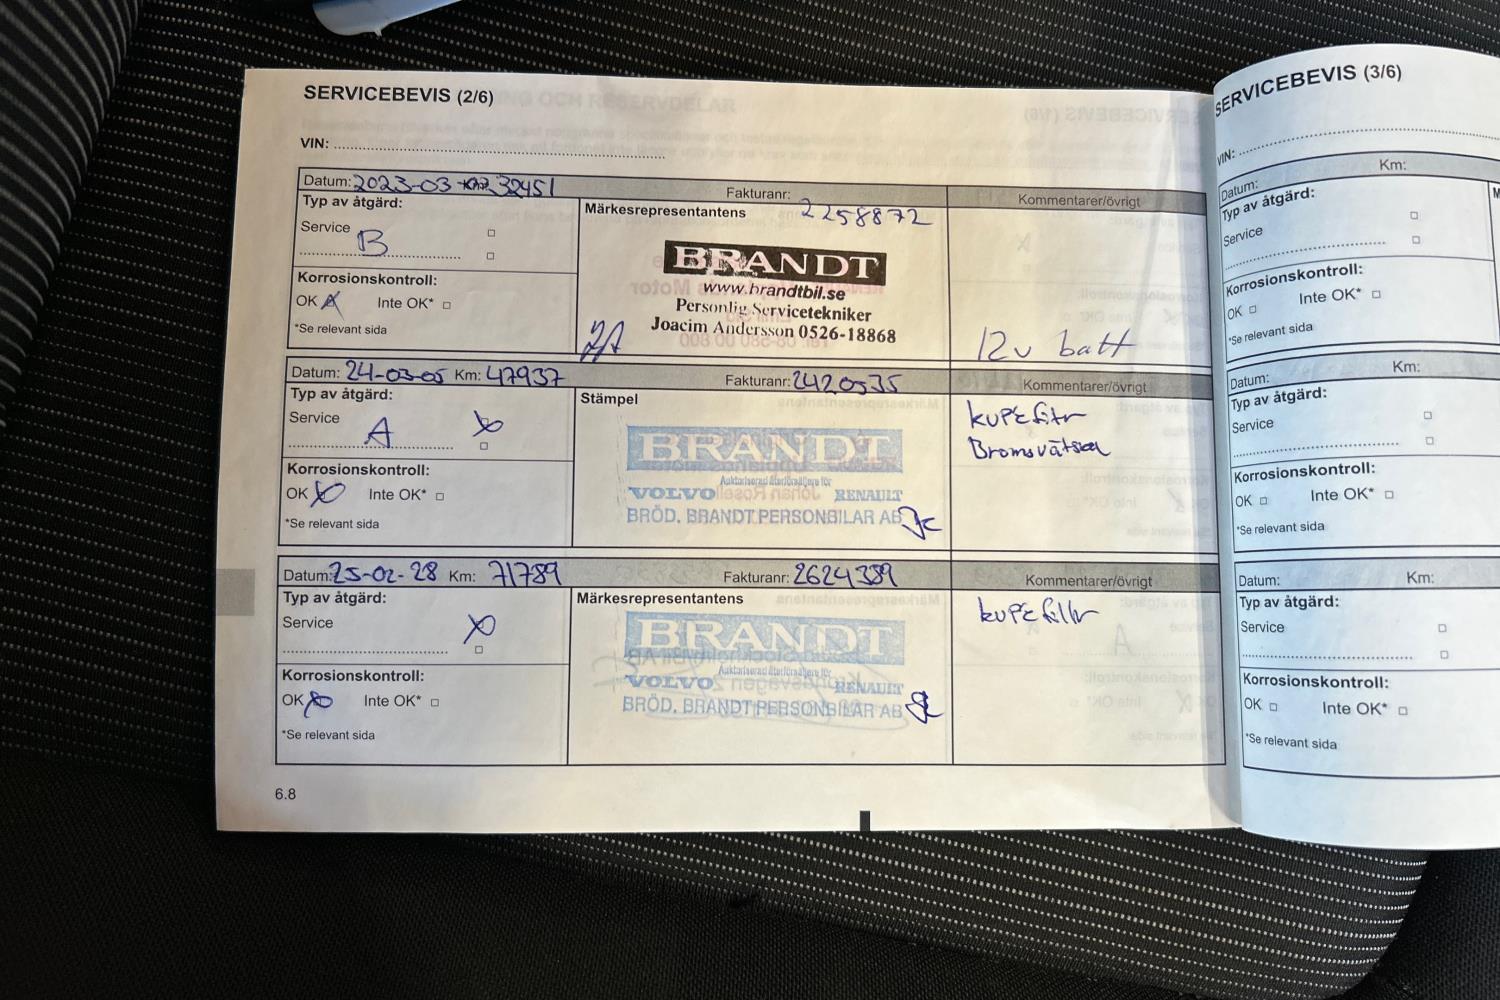 SERVICEBEVIS (2/6)
VIN:
Datum: 2023-03 32451
Fakturanr: 2258872
Kommentarer/övrigt
Typ av åtgärd:
Service
B
Korrosionskontroll:
OK Inte OK*
*Se relevant sida
Märkesrepresentantens
BRANDT
www.brandtbil.se
Personlig Servicetekniker
Joacim Andersson 0526-18868
12v batt
Datum: 24-03-05 Km: 47937
Fakturanr: 2420535
Kommentarer/övrigt
Typ av åtgärd:
Service
A
Korrosionskontroll:
OK Inte OK*
*Se relevant sida
Stämpel
BRANDT
Auktoriserad återförsäljare för
VOLVO RENAULT
BRÖD. BRANDT PERSONBILAR AB
kupéfiltr
Bromsvätska
Datum: 25-02-28 Km: 71789
Fakturanr: 2624389
Kommentarer/övrigt
Typ av åtgärd:
Service
Korrosionskontroll:
OK Inte OK*
*Se relevant sida
Märkesrepresentantens
BRANDT
Auktoriserad återförsäljare för
VOLVO RENAULT
BRÖD. BRANDT PERSONBILAR AB
kupéfiltr
6.8
SERVICEBEVIS (3/6)
VIN:
Datum: Km:
Typ av åtgärd:
Service
Korrosionskontroll:
OK Inte OK*
*Se relevant sida
M
Datum: Km:
Typ av åtgärd:
Service
Korrosionskontroll:
OK Inte OK*
*Se relevant sida
Datum: Km:
Typ av åtgärd:
Service
Korrosionskontroll:
OK Inte OK*
*Se relevant sida